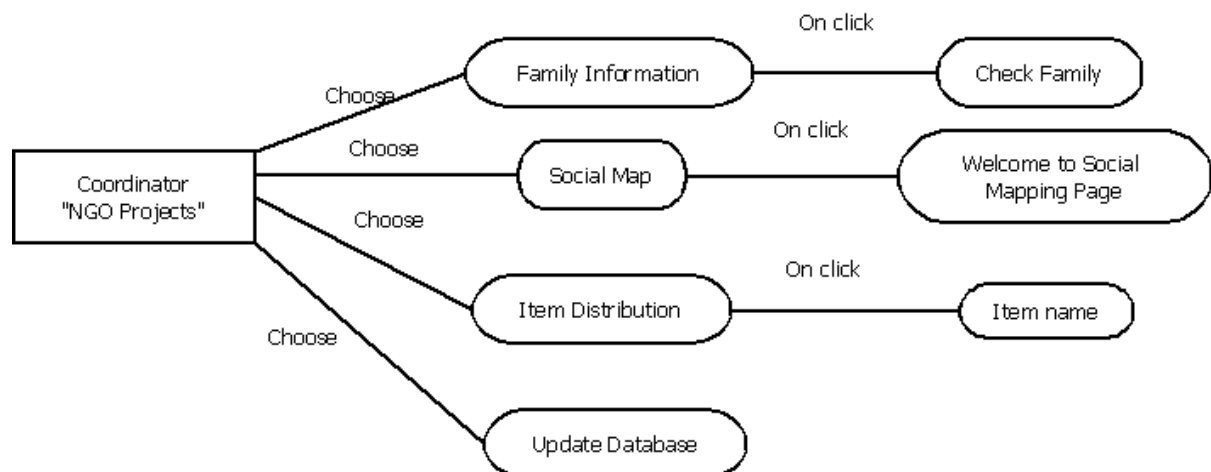 On click
Family Information
Check Family
Choose
On click
Choose
Social Map
Welcome to Social
Mapping Page
Coordinator
"NGO Projects"
Choose
On click
Item Distribution
Item name
Choose
Update Database